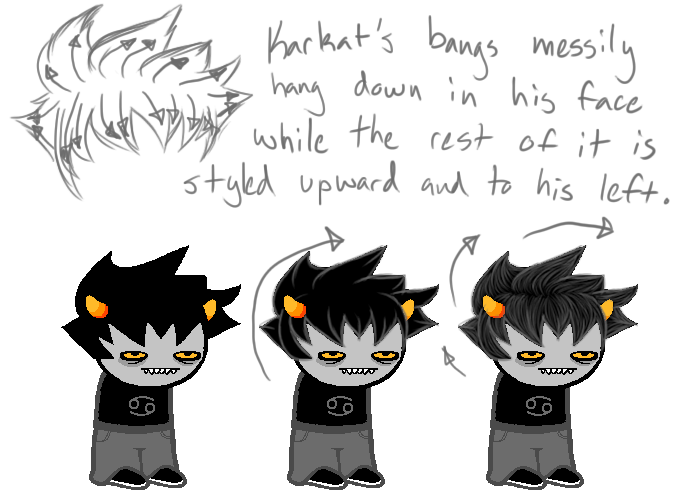 Karkat's bangs messily
hang down in his face
while the rest of it is
styled upward and to his left.